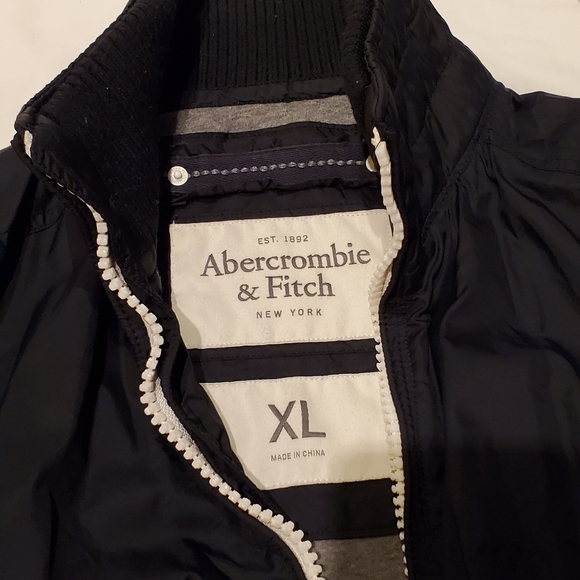 EST. 1892
Abercrombie
& Fitch
NEW YORK
XL
MADE IN CHINA